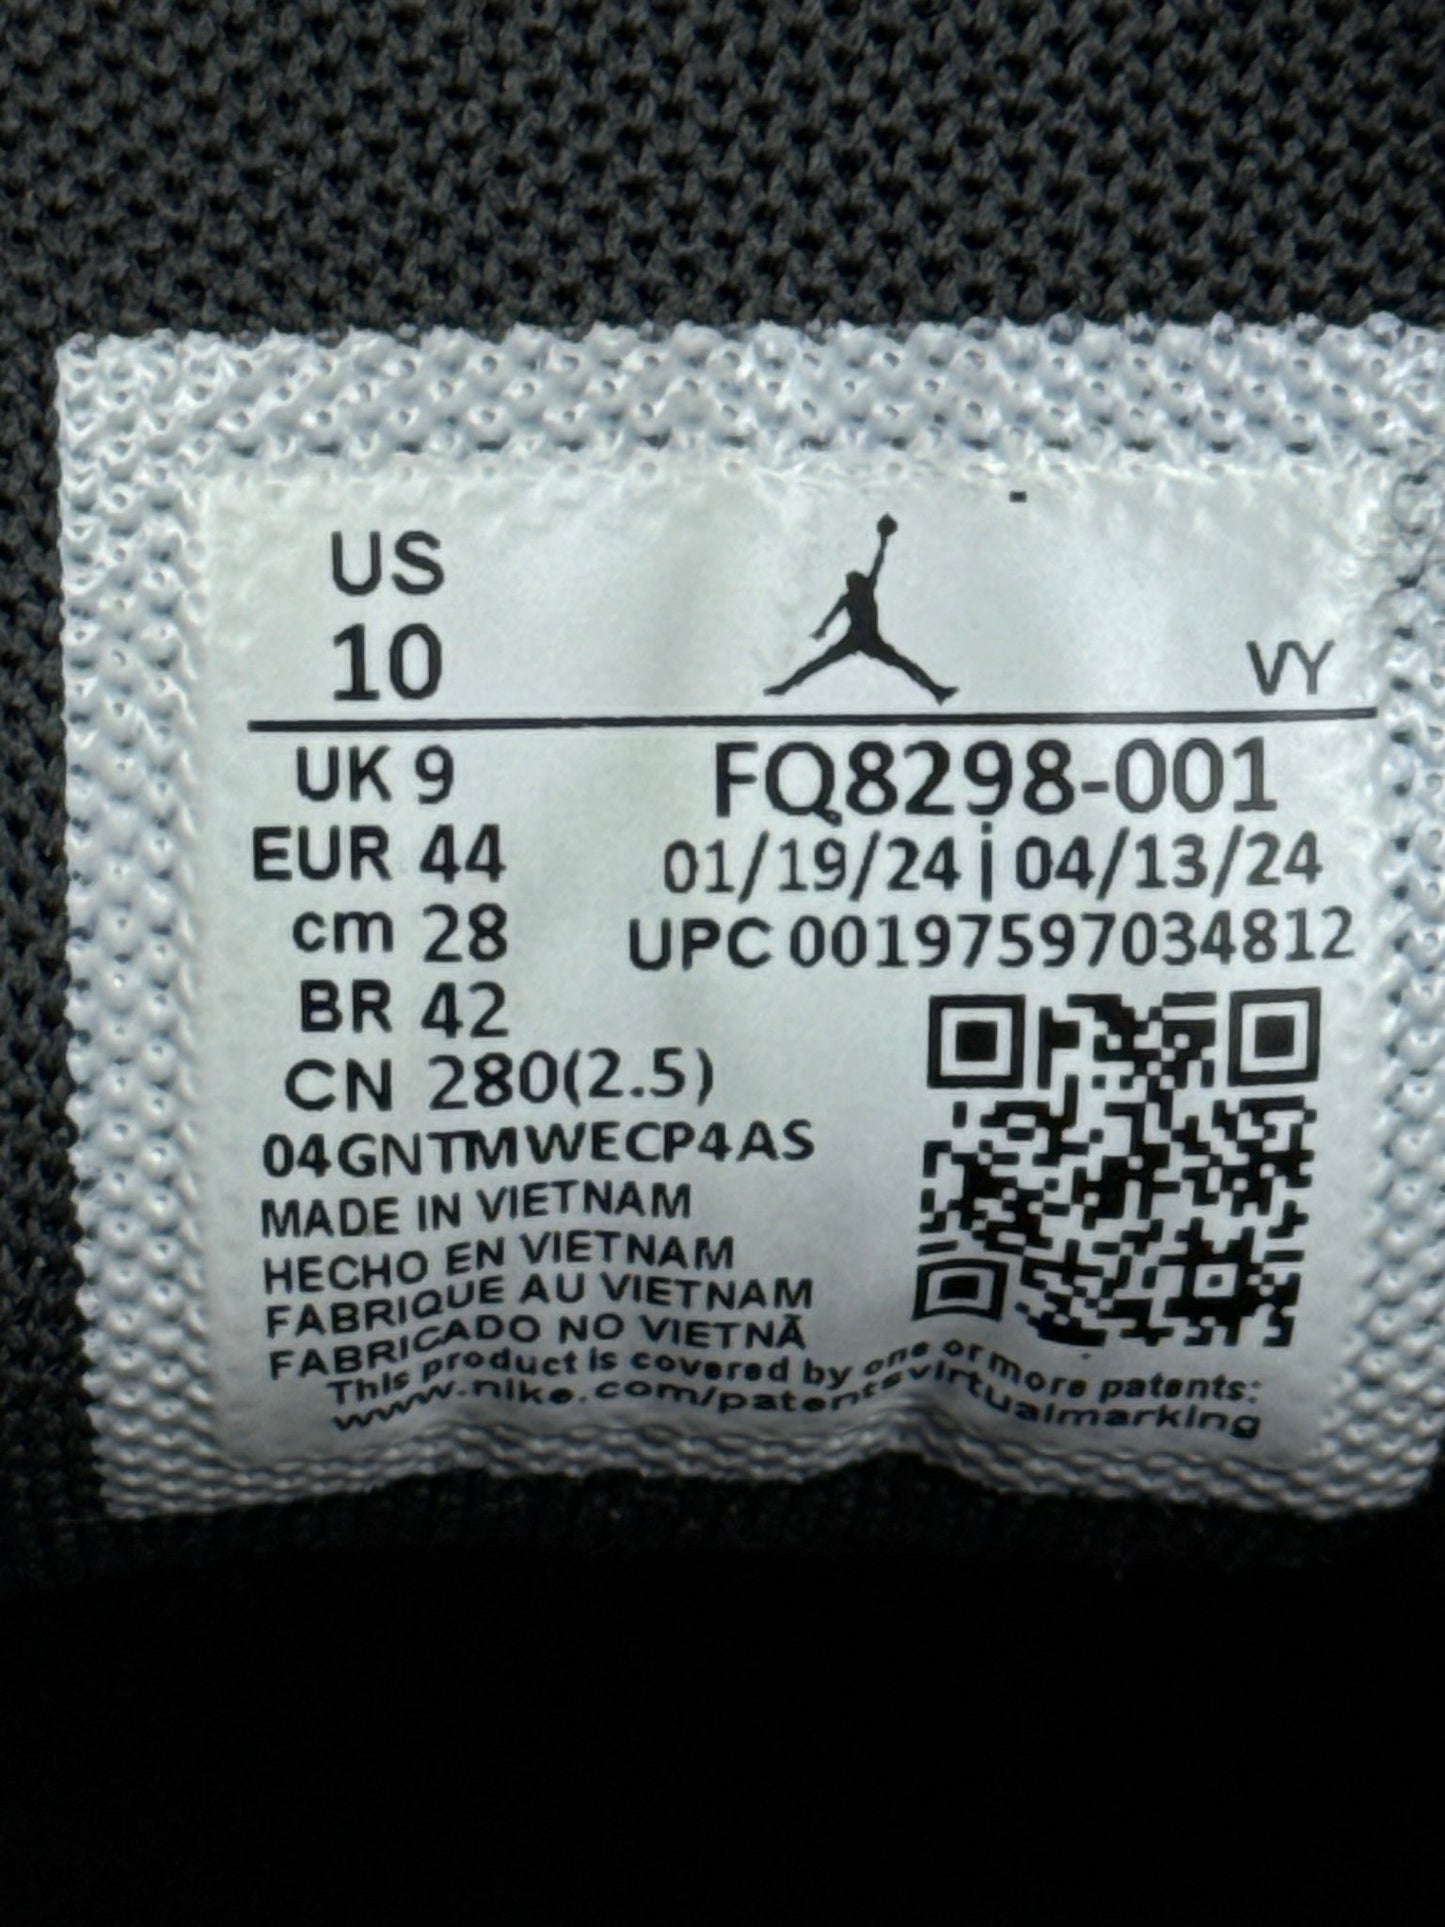 US
10
VY
UK 9
FQ8298-001
EUR 44
01/19/24 | 04/13/24
cm 28
UPC 00197597034812
BR 42
CN 280(2.5)
04GNTMWECP4AS
MADE IN VIETNAM
HECHO EN VIETNAM
FABRIQUE AU VIETNAM
FABRICADO NO VIETNÃ
This product is covered by one or more patents:
www.nike.com/patentsvirtualmarking